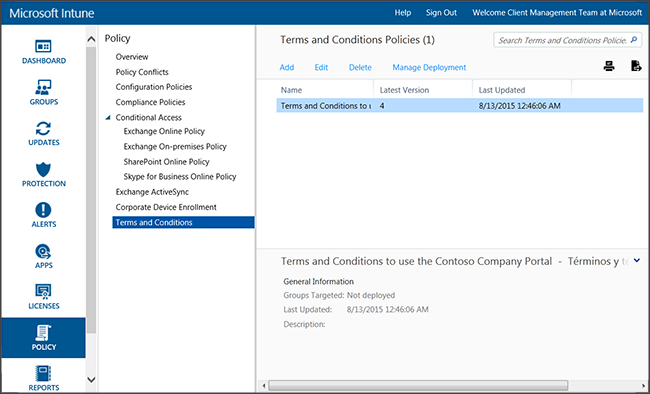 Microsoft Intune
Help Sign Out Welcome Client Management Team at Microsoft
DASHBOARD
GROUPS
UPDATES
PROTECTION
ALERTS
APPS
LICENSES
POLICY
REPORTS
Policy
Overview
Policy Conflicts
Configuration Policies
Compliance Policies
Conditional Access
Exchange Online Policy
Exchange On-premises Policy
SharePoint Online Policy
Skype for Business Online Policy
Exchange ActiveSync
Corporate Device Enrollment
Terms and Conditions
Terms and Conditions Policies (1)
Search Terms and Conditions Policie.
Add Edit Delete Manage Deployment
Name Latest Version Last Updated
Terms and Conditions to 4 8/13/2015 12:46:06 AM
Terms and Conditions to use the Contoso Company Portal - Términos y
General Information
Groups Targeted: Not deployed
Last Updated: 8/13/2015 12:46:06 AM
Description: